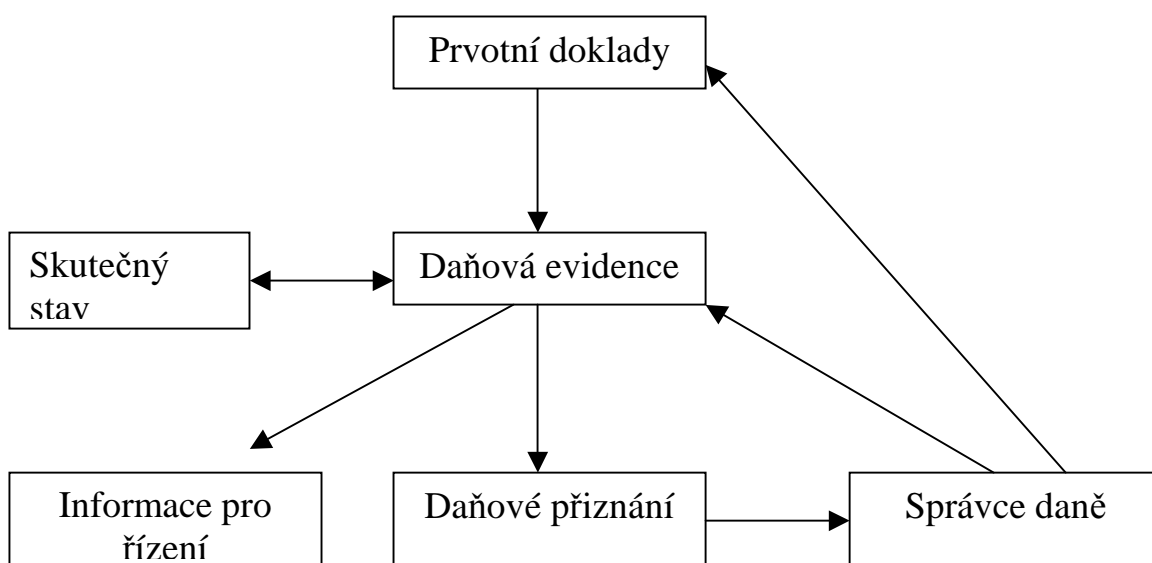 Prvotní doklady
Skutečný
stav
Daňová evidence
Informace pro
řízení
Daňové přiznání
Správce daně